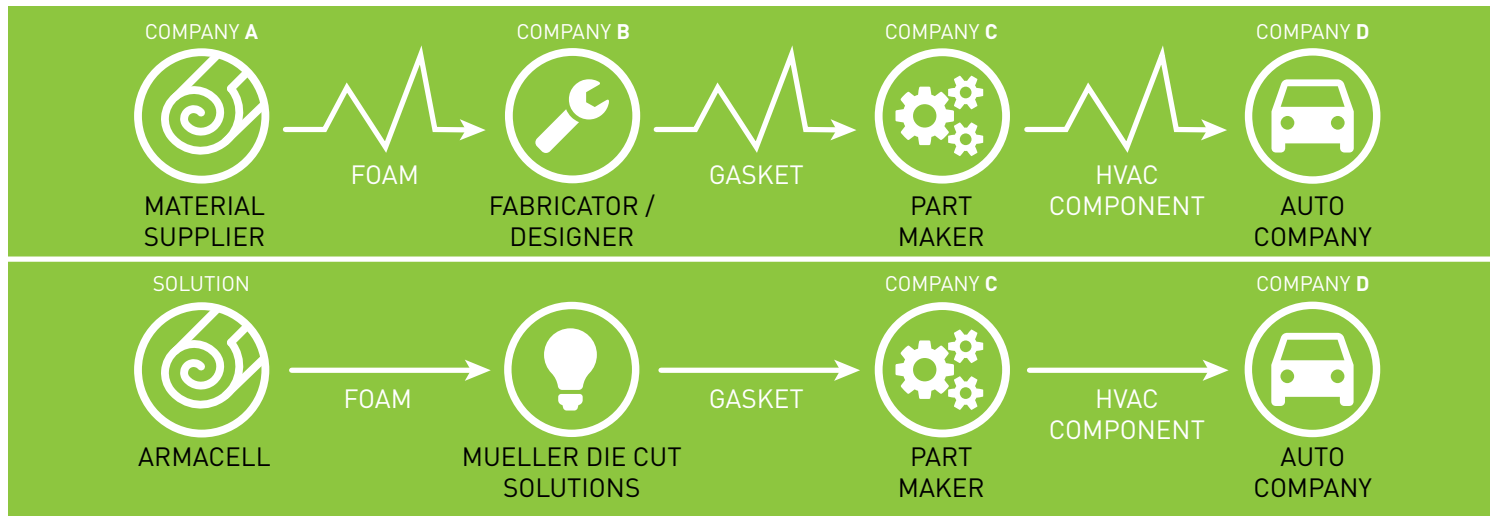 COMPANY A
COMPANY B
COMPANY C
COMPANY D
FOAM
GASKET
HVAC
COMPONENT
MATERIAL
SUPPLIER
FABRICATOR /
DESIGNER
PART
MAKER
AUTO
COMPANY
SOLUTION
COMPANY C
COMPANY D
FOAM
GASKET
HVAC
COMPONENT
ARMACELL
MUELLER DIE CUT
SOLUTIONS
PART
MAKER
AUTO
COMPANY